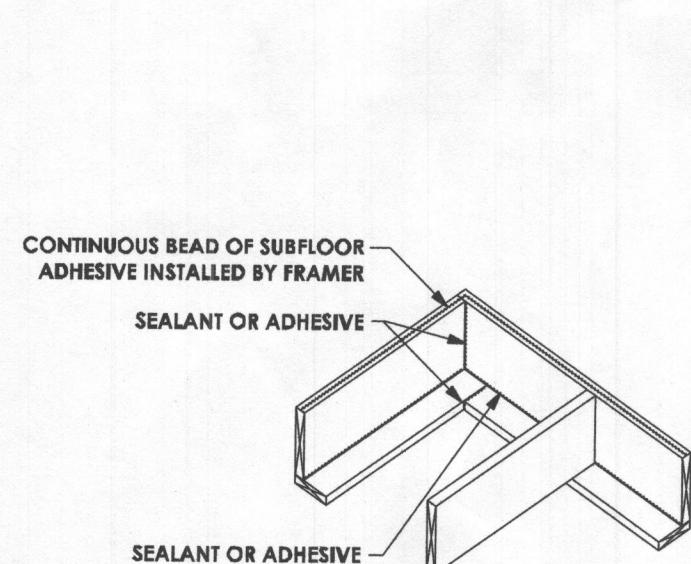 CONTINUOUS BEAD OF SUBFLOOR
ADHESIVE INSTALLED BY FRAMER
SEALANT OR ADHESIVE
SEALANT OR ADHESIVE